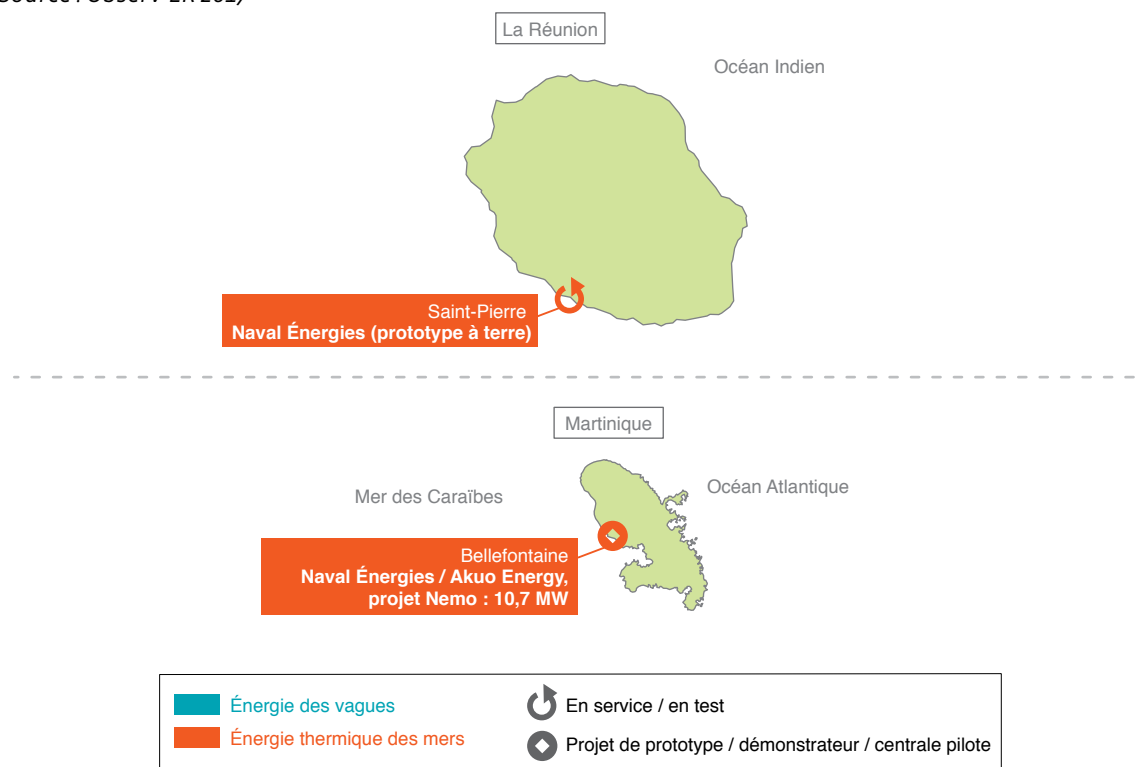 La Réunion
Océan Indien
Saint-Pierre
Naval Énergies (prototype à terre)
Martinique
Mer des Caraïbes
Océan Atlantique
Bellefontaine
Naval Énergies / Akuo Energy,
projet Nemo : 10,7 MW
Énergie des vagues
En service / en test
Énergie thermique des mers
Projet de prototype / démonstrateur / centrale pilote